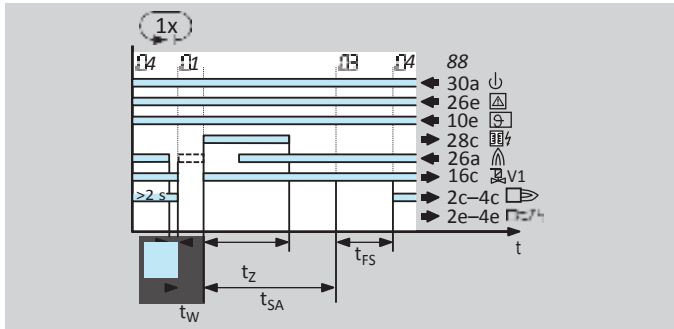 1x
04 01 03 04 88
30a
26e
10e
28c
26a
16c V1
>2 s 2c–4c
2e–4e
t
tFS
tZ
tSA
tW